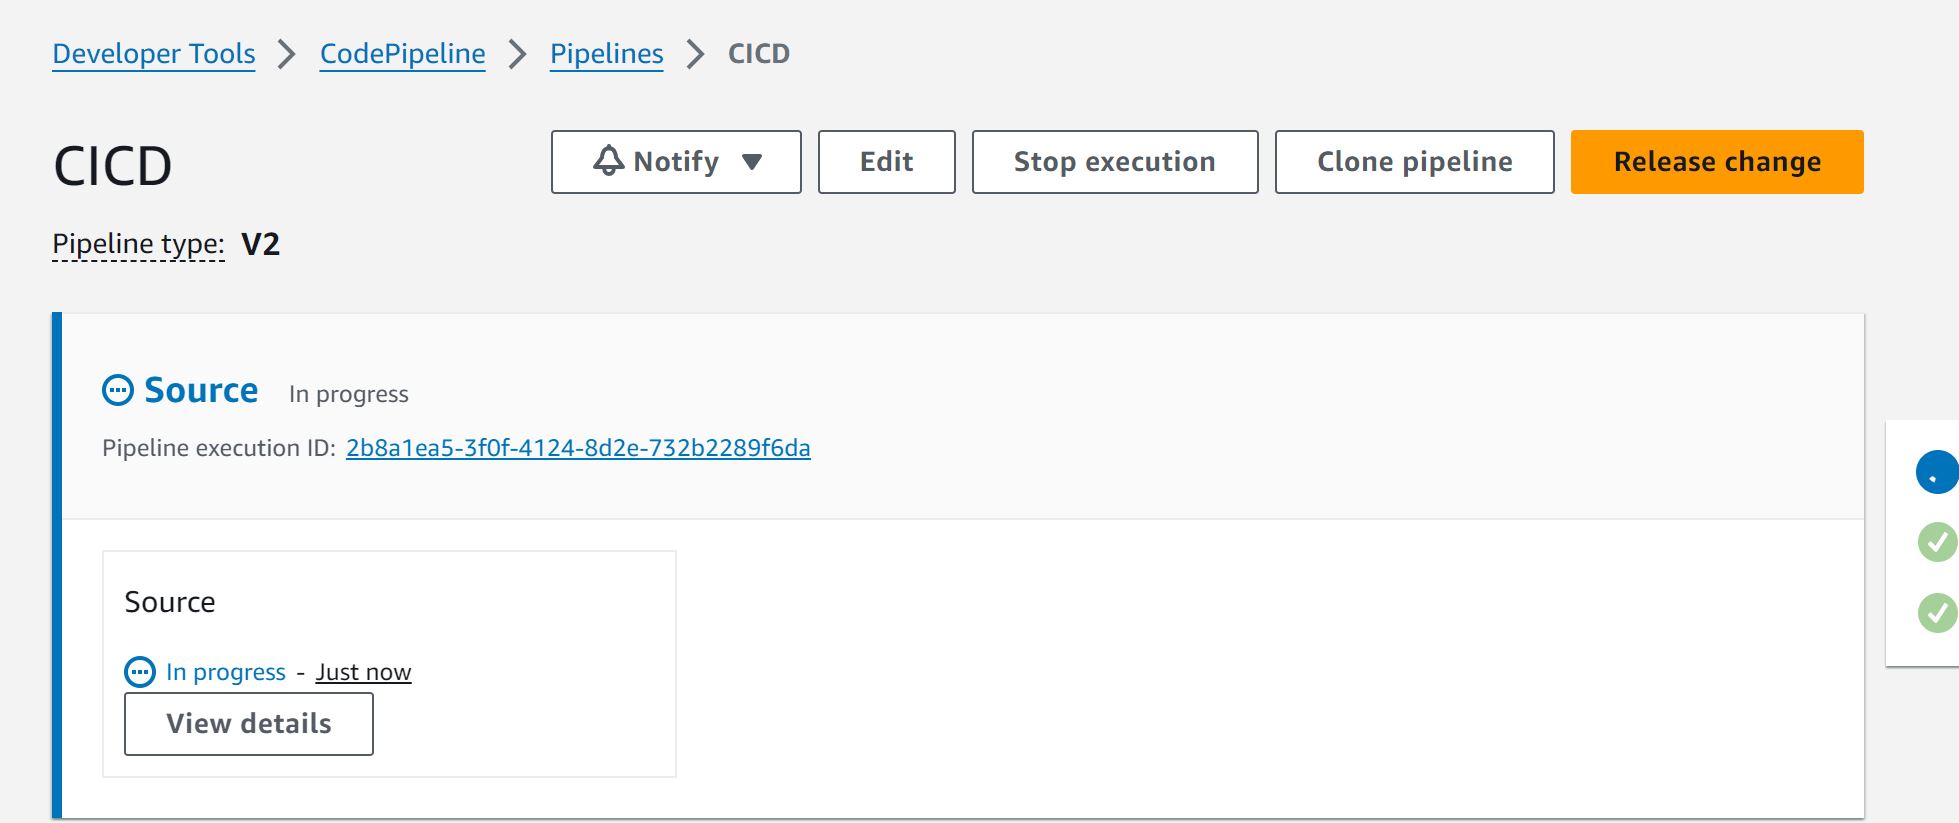 Developer Tools > CodePipeline > Pipelines > CICD
CICD
Notify ▼ Edit Stop execution Clone pipeline Release change
Pipeline type: V2
Source In progress
Pipeline execution ID: 2b8a1ea5-3f0f-4124-8d2e-732b2289f6da
Source
In progress - Just now
View details